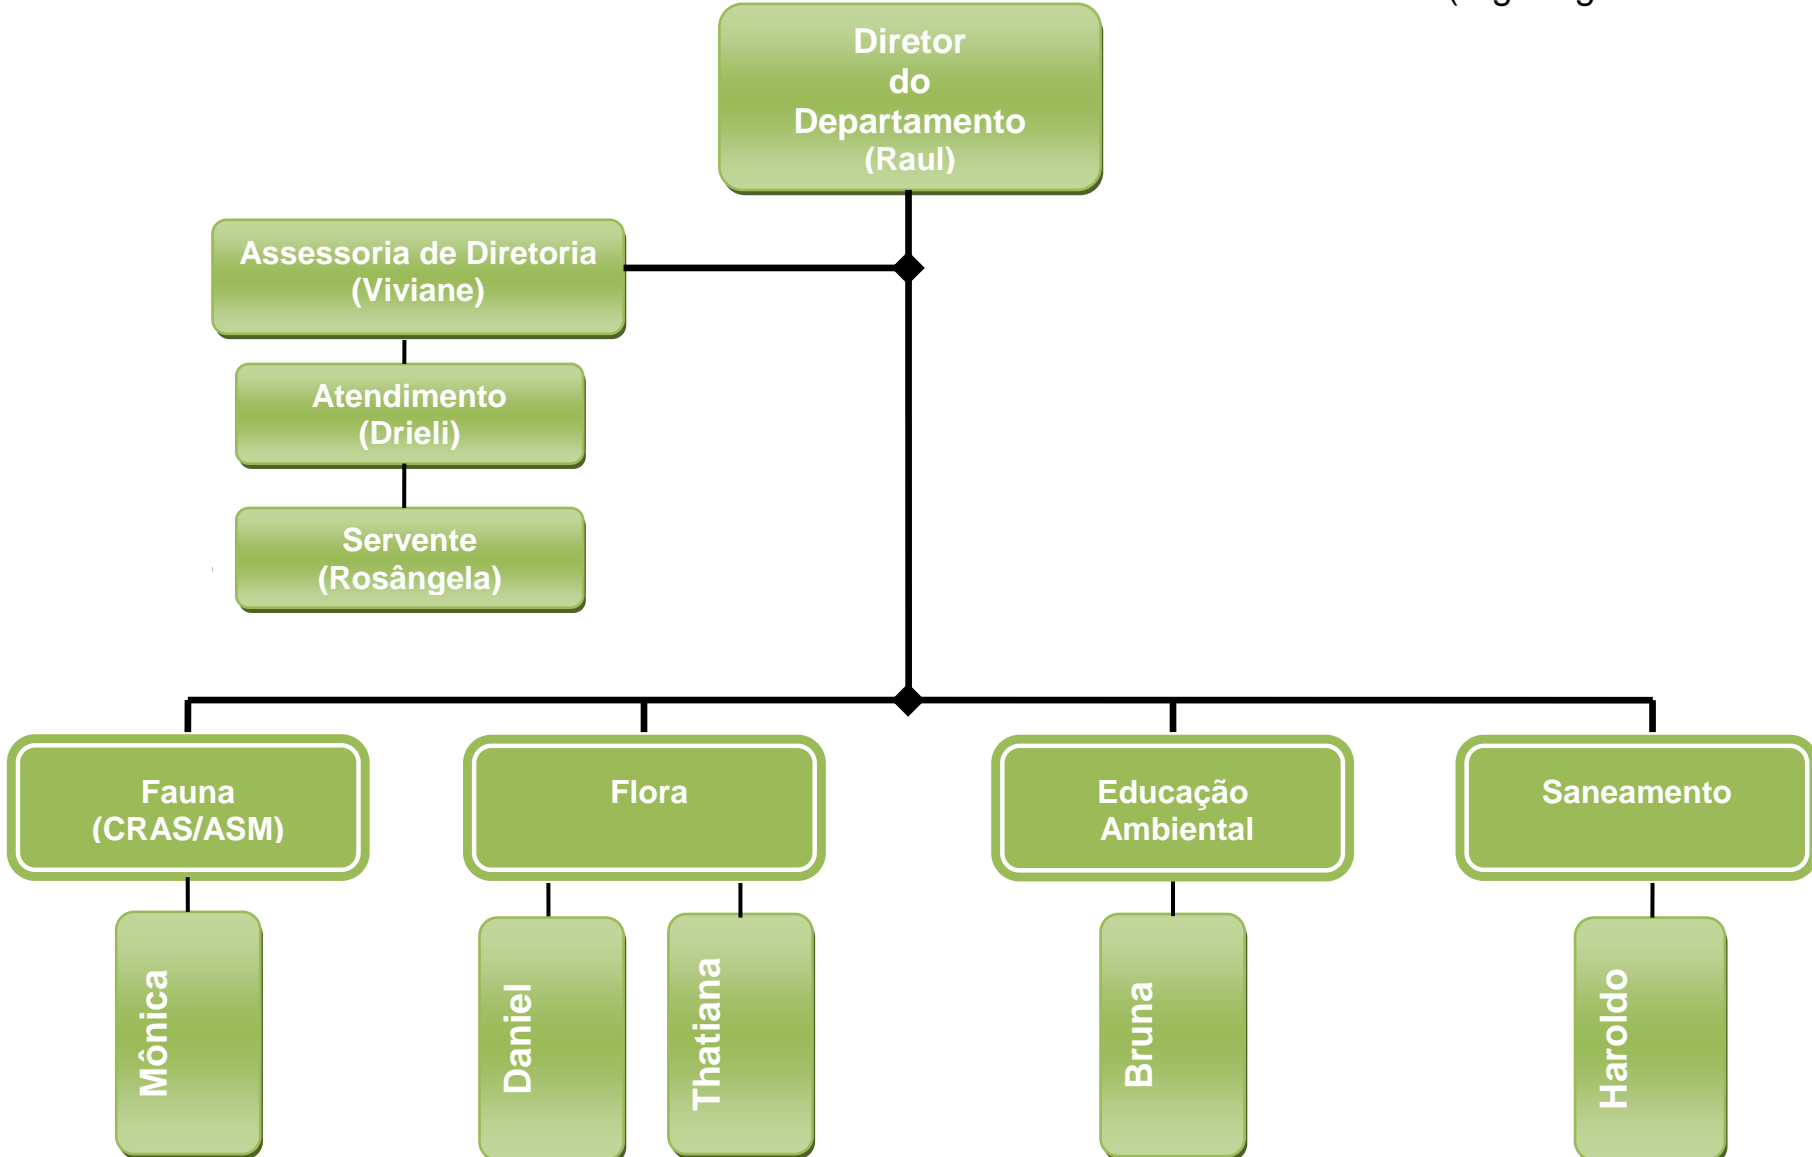 Diretor
do
Departamento
(Raul)
Assessoria de Diretoria
(Viviane)
Atendimento
(Drieli)
Servente
(Rosângela)
Fauna
(CRAS/ASM)
Flora
Educação
Ambiental
Saneamento
Mônica
Daniel
Thatiana
Bruna
Haroldo